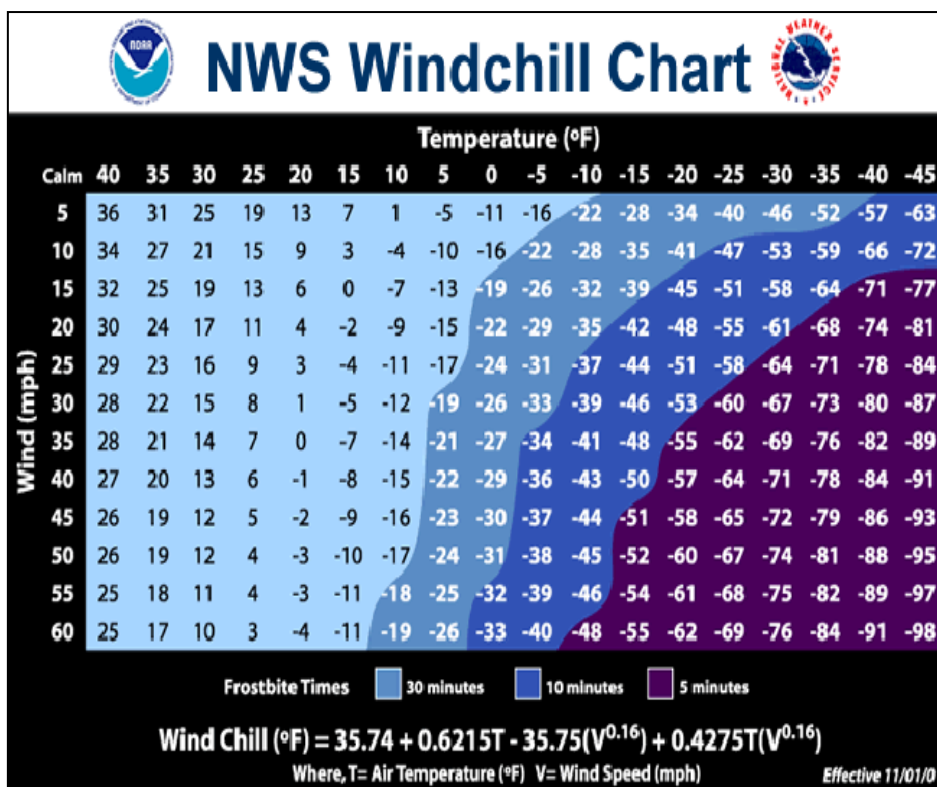 NOAA
NWS Windchill Chart
NATIONAL WEATHER SERVICE
Temperature (ºF)
Calm 40 35 30 25 20 15 10 5 0 -5 -10 -15 -20 -25 -30 -35 -40 -45
Wind (mph)
5 36 31 25 19 13 7 1 -5 -11 -16 -22 -28 -34 -40 -46 -52 -57 -63
10 34 27 21 15 9 3 -4 -10 -16 -22 -28 -35 -41 -47 -53 -59 -66 -72
15 32 25 19 13 6 0 -7 -13 -19 -26 -32 -39 -45 -51 -58 -64 -71 -77
20 30 24 17 11 4 -2 -9 -15 -22 -29 -35 -42 -48 -55 -61 -68 -74 -81
25 29 23 16 9 3 -4 -11 -17 -24 -31 -37 -44 -51 -58 -64 -71 -78 -84
30 28 22 15 8 1 -5 -12 -19 -26 -33 -39 -46 -53 -60 -67 -73 -80 -87
35 28 21 14 7 0 -7 -14 -21 -27 -34 -41 -48 -55 -62 -69 -76 -82 -89
40 27 20 13 6 -1 -8 -15 -22 -29 -36 -43 -50 -57 -64 -71 -78 -84 -91
45 26 19 12 5 -2 -9 -16 -23 -30 -37 -44 -51 -58 -65 -72 -79 -86 -93
50 26 19 12 4 -3 -10 -17 -24 -31 -38 -45 -52 -60 -67 -74 -81 -88 -95
55 25 18 11 4 -3 -11 -18 -25 -32 -39 -46 -54 -61 -68 -75 -82 -89 -97
60 25 17 10 3 -4 -11 -19 -26 -33 -40 -48 -55 -62 -69 -76 -84 -91 -98
Frostbite Times 30 minutes 10 minutes 5 minutes
Wind Chill (ºF) = 35.74 + 0.6215T - 35.75(V^0.16) + 0.4275T(V^0.16)
Where, T= Air Temperature (ºF) V= Wind Speed (mph)
Effective 11/01/0